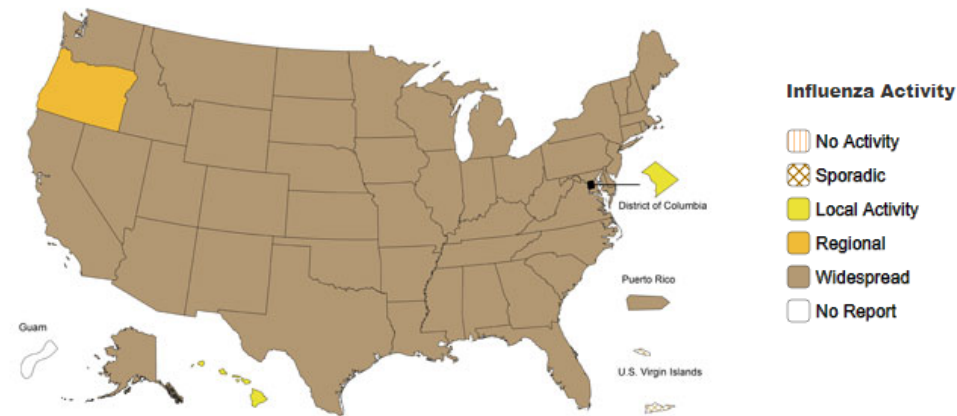 Influenza Activity
No Activity
Sporadic
Local Activity
Regional
Widespread
No Report
District of Columbia
Puerto Rico
Guam
U.S. Virgin Islands